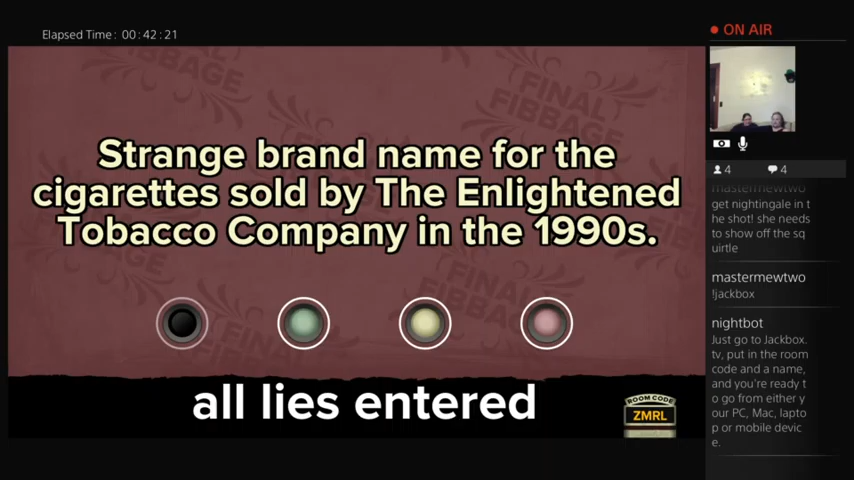 Elapsed Time: 00:42:21
ON AIR
FINAL FIBBAGE
Strange brand name for the
cigarettes sold by The Enlightened
Tobacco Company in the 1990s.
all lies entered
ROOM CODE
ZMRL
4
4
mastermewtwo
get nightingale in t
he shot! she needs
to show off the sq
uirtle
mastermewtwo
!jackbox
nightbot
Just go to Jackbox.
tv, put in the room
code and a name,
and you're ready t
o go from either y
our PC, Mac, lapto
p or mobile devic
e.